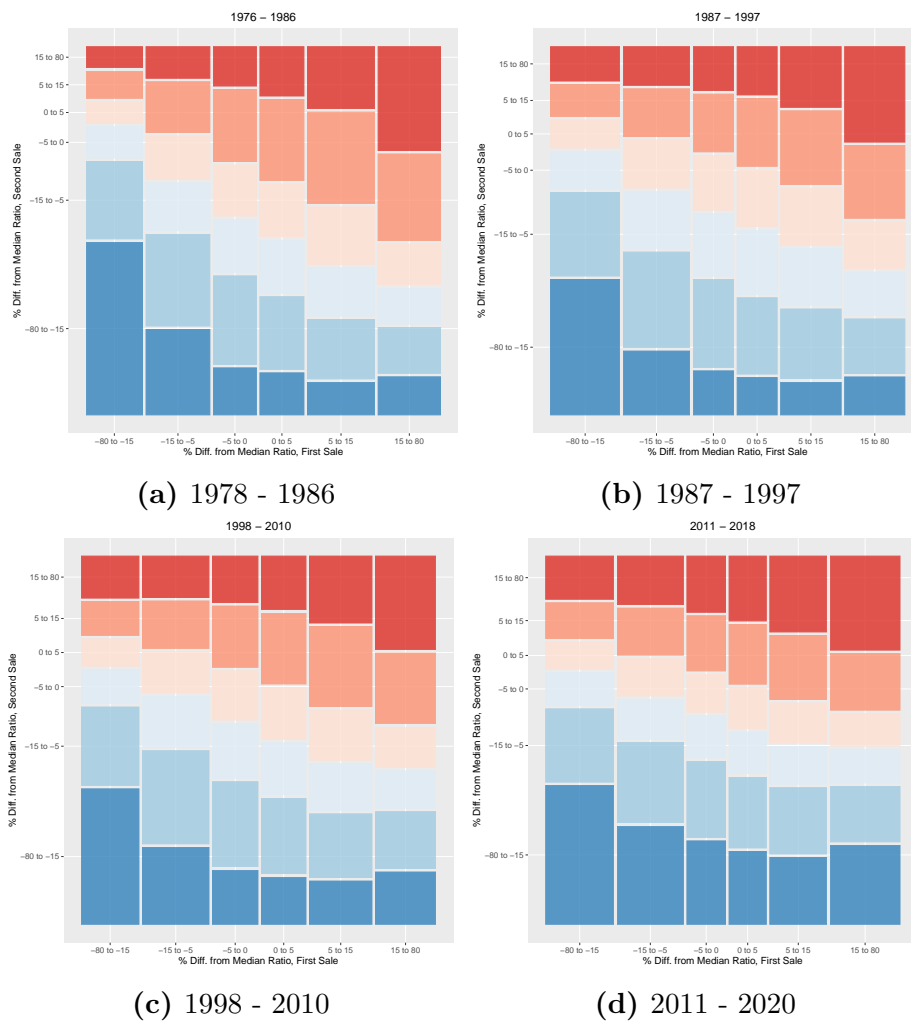 1976 – 1986
15 to 80
5 to 15
0 to 5
−5 to 0
−15 to −5
−80 to −15
% Diff. from Median Ratio, Second Sale
−80 to −15 −15 to −5 −5 to 0 0 to 5 5 to 15 15 to 80
% Diff. from Median Ratio, First Sale
(a) 1978 - 1986
1987 – 1997
15 to 80
5 to 15
0 to 5
−5 to 0
−15 to −5
−80 to −15
% Diff. from Median Ratio, Second Sale
−80 to −15 −15 to −5 −5 to 0 0 to 5 5 to 15 15 to 80
% Diff. from Median Ratio, First Sale
(b) 1987 - 1997
1998 – 2010
15 to 80
5 to 15
0 to 5
−5 to 0
−15 to −5
−80 to −15
% Diff. from Median Ratio, Second Sale
−80 to −15 −15 to −5 −5 to 0 0 to 5 5 to 15 15 to 80
% Diff. from Median Ratio, First Sale
(c) 1998 - 2010
2011 – 2018
15 to 80
5 to 15
0 to 5
−5 to 0
−15 to −5
−80 to −15
% Diff. from Median Ratio, Second Sale
−80 to −15 −15 to −5 −5 to 0 0 to 5 5 to 15 15 to 80
% Diff. from Median Ratio, First Sale
(d) 2011 - 2020